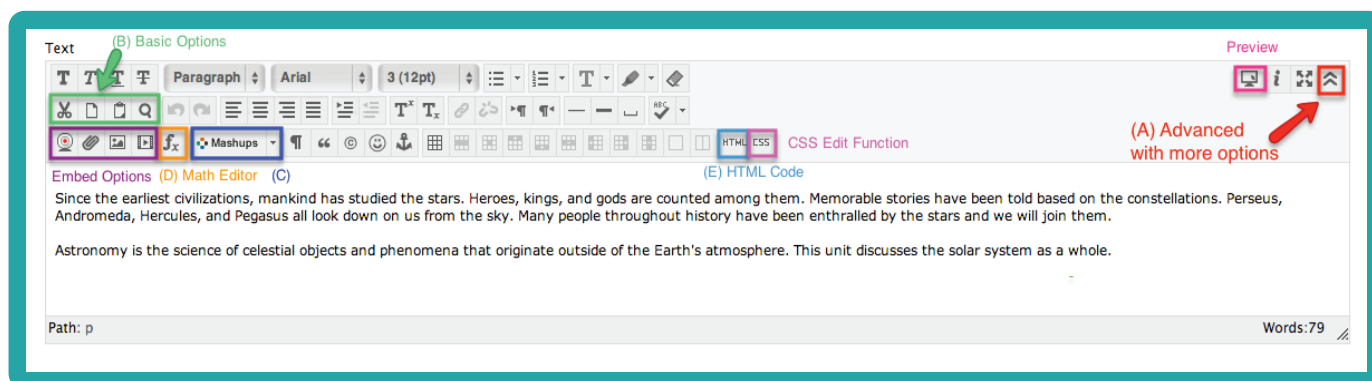 Text (B) Basic Options Preview
T T T T Paragraph Arial 3 (12pt) T i
Tx Tx ABC
fx Mashups ¶ “ © HTML CSS CSS Edit Function
(A) Advanced
with more options
Embed Options (D) Math Editor (C) (E) HTML Code
Since the earliest civilizations, mankind has studied the stars. Heroes, kings, and gods are counted among them. Memorable stories have been told based on the constellations. Perseus,
Andromeda, Hercules, and Pegasus all look down on us from the sky. Many people throughout history have been enthralled by the stars and we will join them.
Astronomy is the science of celestial objects and phenomena that originate outside of the Earth's atmosphere. This unit discusses the solar system as a whole.
Path: p Words:79